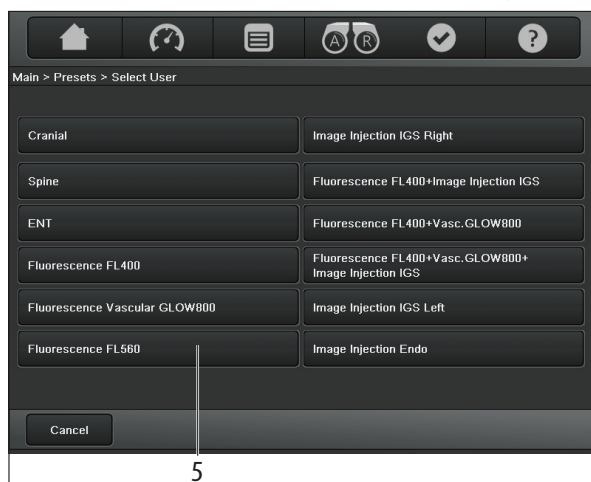 A R ?
Main > Presets > Select User
Cranial
Spine
ENT
Fluorescence FL400
Fluorescence Vascular GLOW800
Fluorescence FL560
Image Injection IGS Right
Fluorescence FL400+Image Injection IGS
Fluorescence FL400+Vasc.GLOW800
Fluorescence FL400+Vasc.GLOW800+
Image Injection IGS
Image Injection IGS Left
Image Injection Endo
Cancel
5